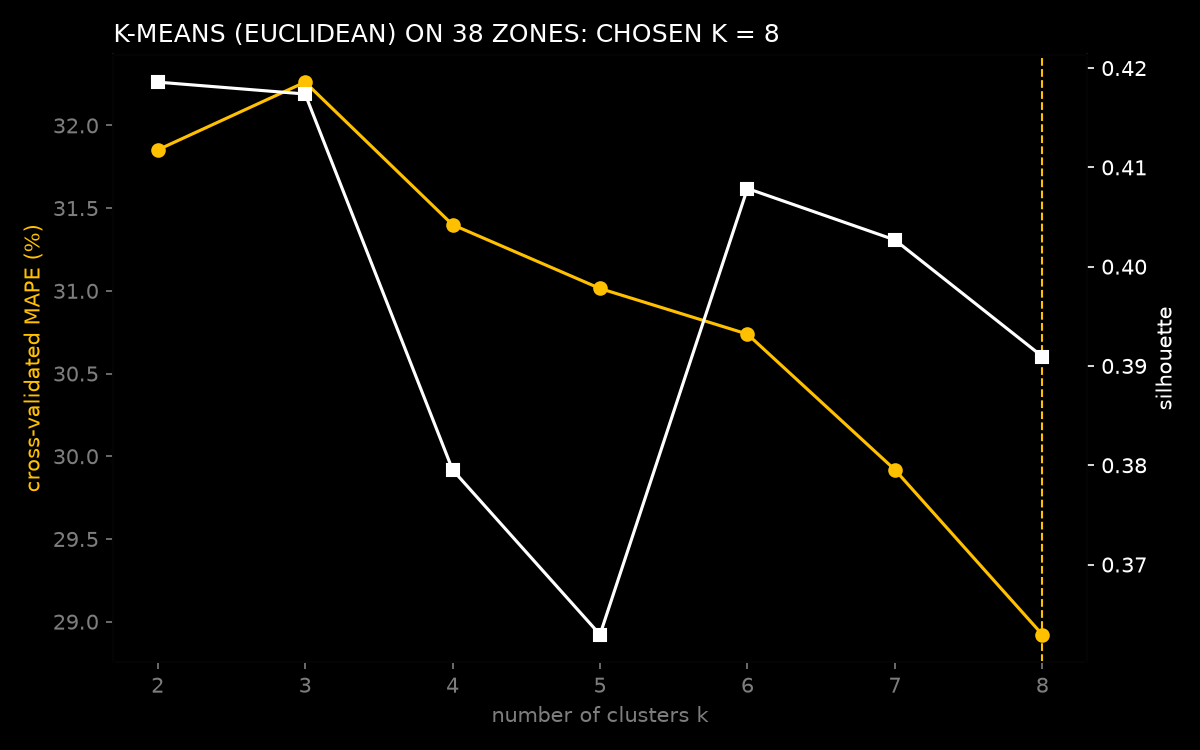 K-MEANS (EUCLIDEAN) ON 38 ZONES: CHOSEN K = 8
cross-validated MAPE (%)
32.0
31.5
31.0
30.5
30.0
29.5
29.0
0.42
0.41
0.40
0.39
0.38
0.37
silhouette
2 3 4 5 6 7 8
number of clusters k